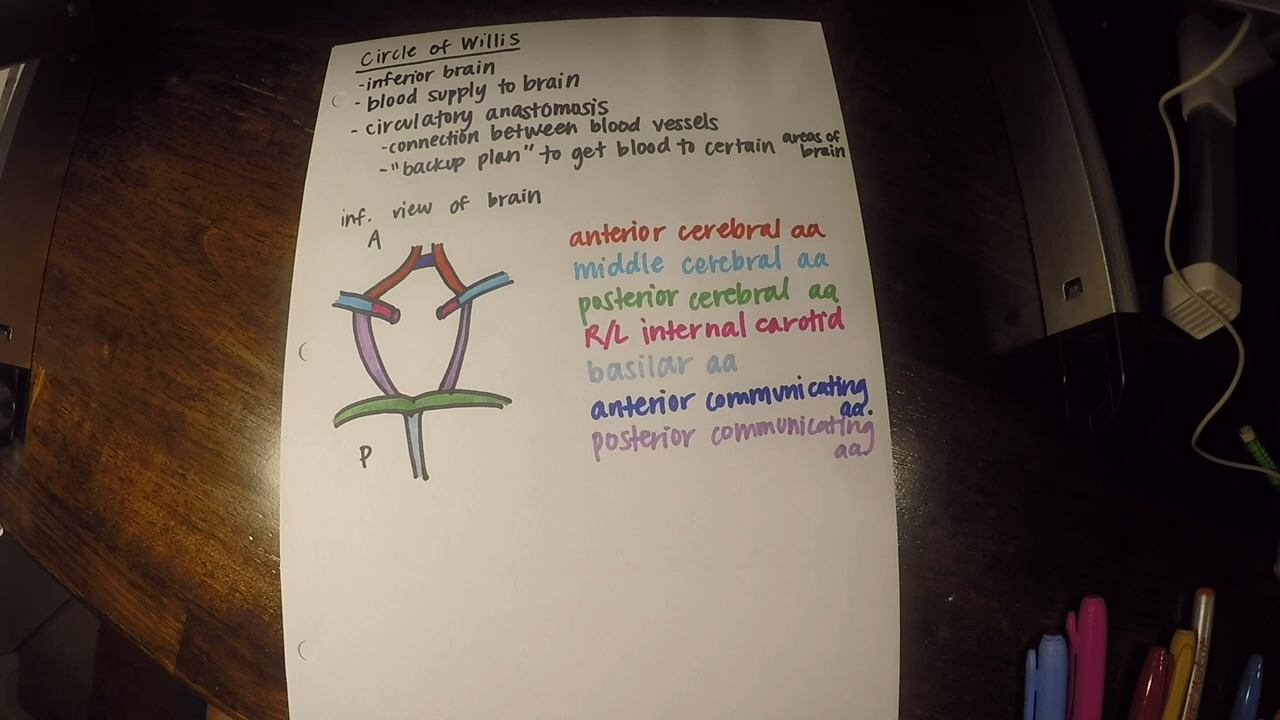 Circle of Willis
-inferior brain
- blood supply to brain
- circulatory anastomosis
-connection between blood vessels
-"backup plan" to get blood to certain areas of brain
inf. view of brain
A
P
anterior cerebral aa
middle cerebral aa
posterior cerebral aa
R/L internal carotid
basilar aa
anterior communicating
aa.
posterior communicating
aa.